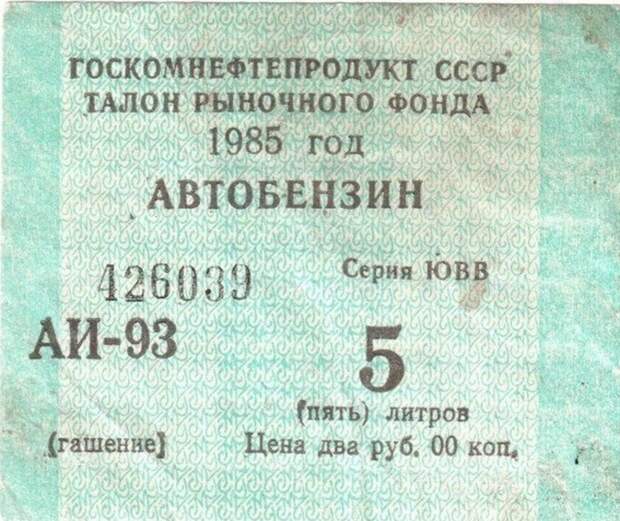 ГОСКОМНЕФТЕПРОДУКТ СССР
ТАЛОН РЫНОЧНОГО ФОНДА
1985 год
АВТОБЕНЗИН
426039 Серия ЮВВ
АИ-93 5
(пять) литров
(гашение) Цена два руб. 00 коп.